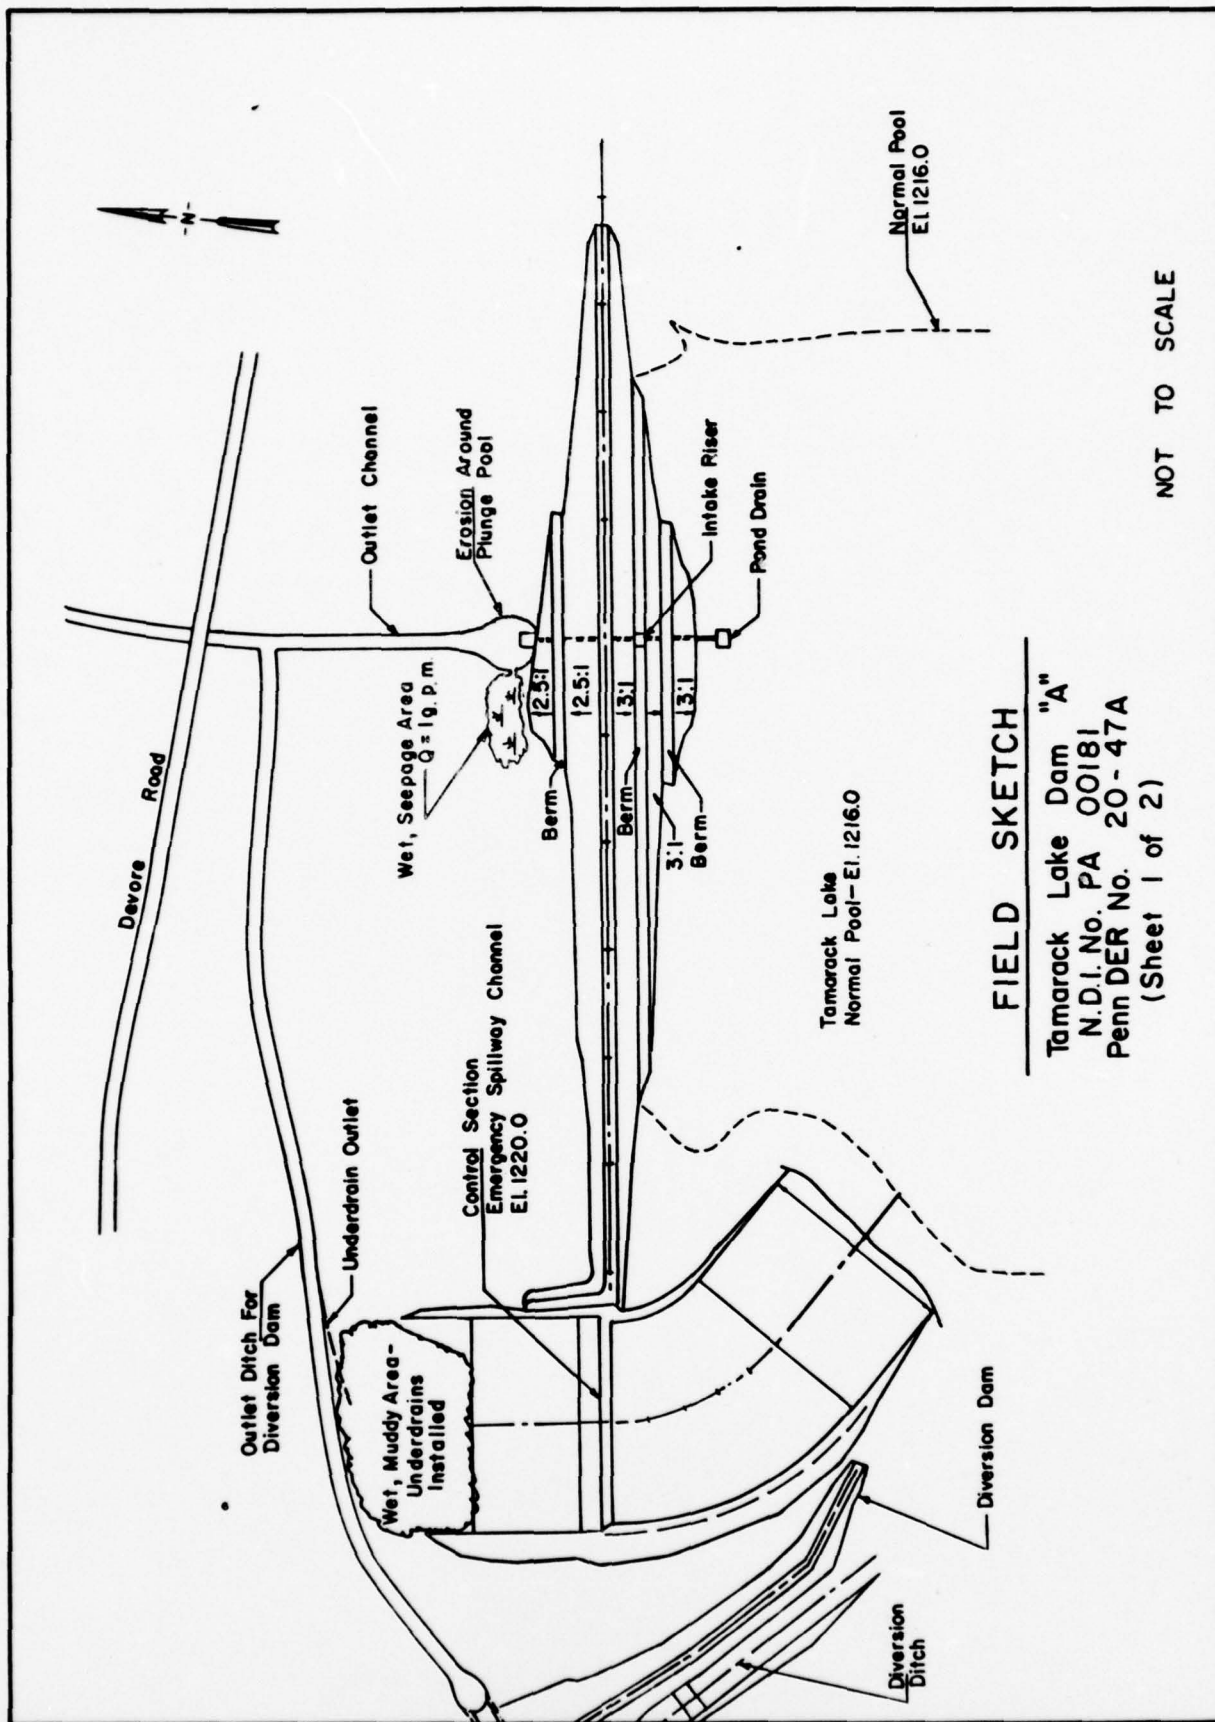 Devore Road
-N-
Outlet Channel
Erosion Around
Plunge Pool
Wet, Seepage Area
Q = 1g.p.m.
Outlet Ditch For
Diversion Dam
Underdrain Outlet
Wet, Muddy Area-
Underdrains
Installed
Control Section
Emergency Spillway Channel
El. 1220.0
Berm
2.5:1
2.5:1
Berm
3:1
3:1
3:1
Berm
Intake Riser
Pond Drain
Normal Pool
El. 1216.0
Tamarack Lake
Normal Pool-El. 1216.0
Diversion Dam
Diversion
Ditch
FIELD SKETCH
Tamarack Lake Dam "A"
N.D.I. No. PA 00181
Penn DER No. 20-47A
(Sheet 1 of 2)
NOT TO SCALE